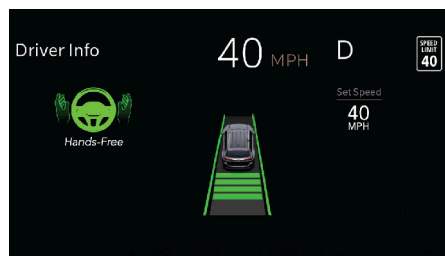 Driver Info
40 MPH
D
SPEED
LIMIT
40
Set Speed
40
MPH
Hands-Free